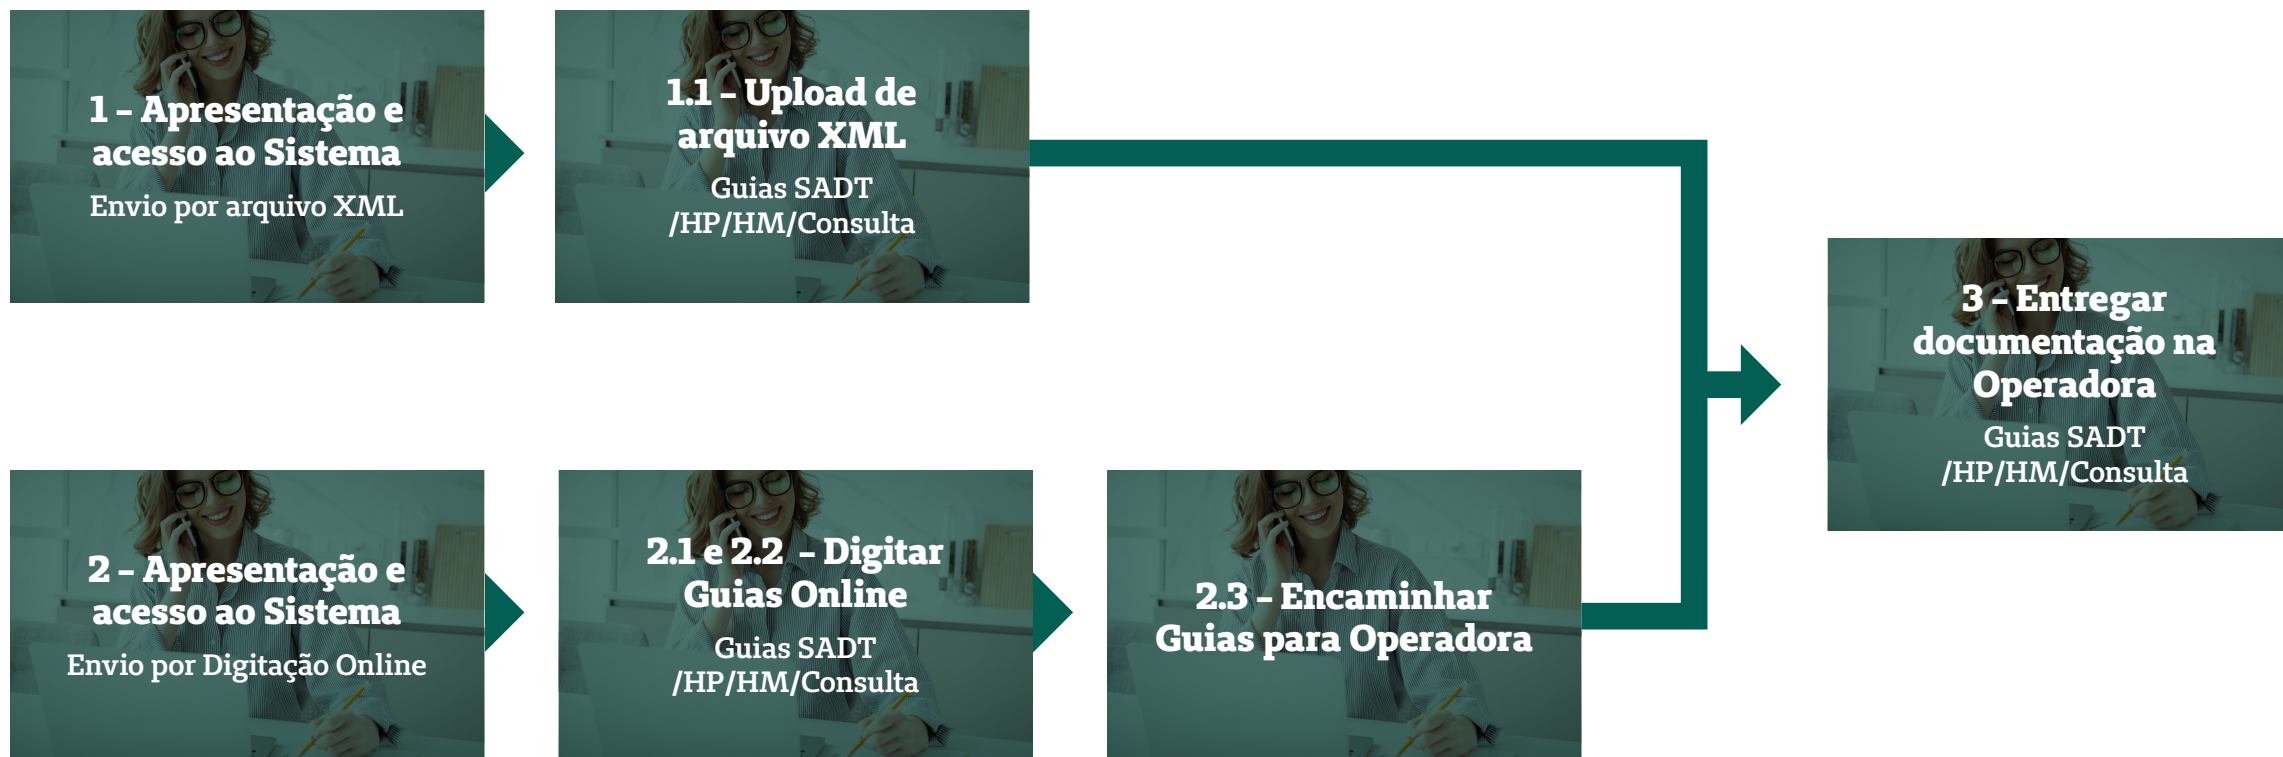 1 – Apresentação e
acesso ao Sistema
Envio por arquivo XML
1.1 – Upload de
arquivo XML
Guias SADT
/HP/HM/Consulta
2 – Apresentação e
acesso ao Sistema
Envio por Digitação Online
2.1 e 2.2 – Digitar
Guias Online
Guias SADT
/HP/HM/Consulta
2.3 – Encaminhar
Guias para Operadora
3 – Entregar
documentação na
Operadora
Guias SADT
/HP/HM/Consulta